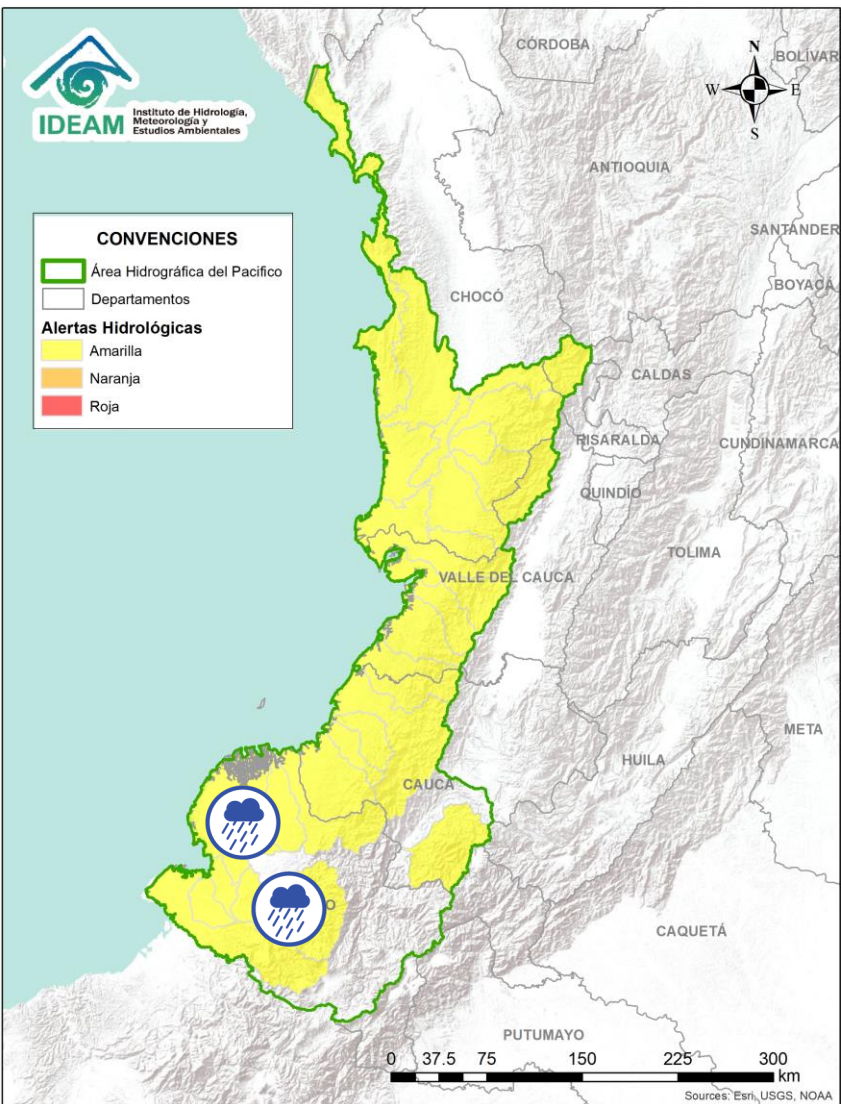 IDEAM
Instituto de Hidrología,
Meteorología y
Estudios Ambientales
CÓRDOBA
N
BOLÍVAR
W
E
S
ANTIOQUIA
SANTANDER
CONVENCIONES
Área Hidrográfica del Pacifico
Departamentos
Alertas Hidrológicas
Amarilla
Naranja
Roja
BOYACÁ
CHOCÓ
CALDAS
RISARALDA
CUNDINAMARCA
QUINDÍO
TOLIMA
VALLE DEL CAUCA
META
HUILA
CAUCA
O
CAQUETÁ
PUTUMAYO
0 37.5 75 150 225 300
km
Sources: Esri, USGS, NOAA